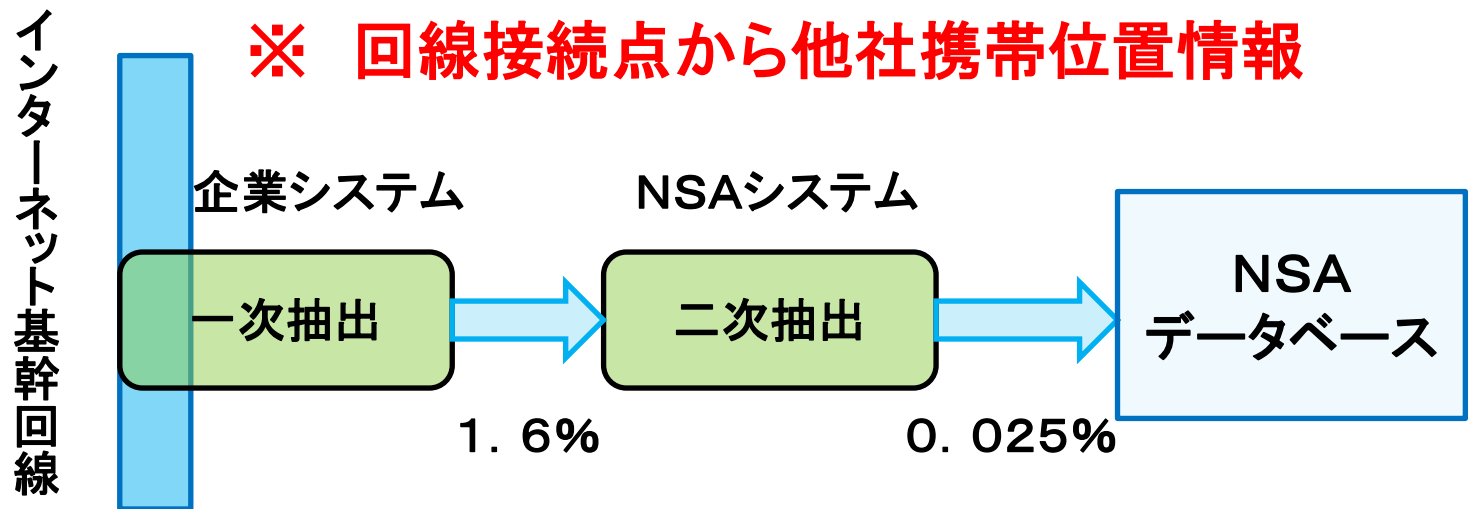 インターネット基幹回線
※　回線接続点から他社携帯位置情報
企業システム
ＮＳＡシステム
一次抽出
二次抽出
ＮＳＡ
データベース
１．６％
０．０２５％